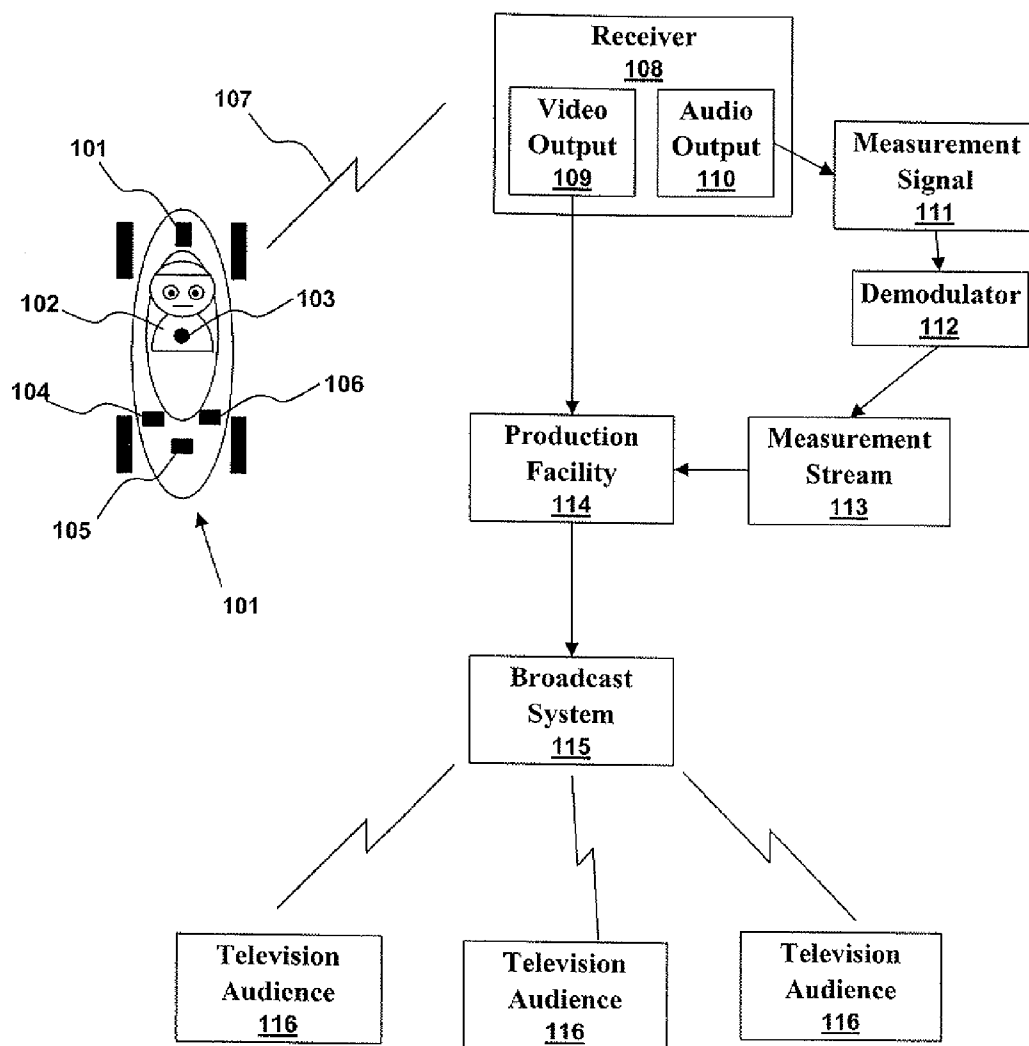 Receiver
108
Video
Output
109
Audio
Output
110
Measurement
Signal
111
Demodulator
112
107
101
102
103
104
106
105
101
Production
Facility
114
Measurement
Stream
113
Broadcast
System
115
Television
Audience
116
Television
Audience
116
Television
Audience
116